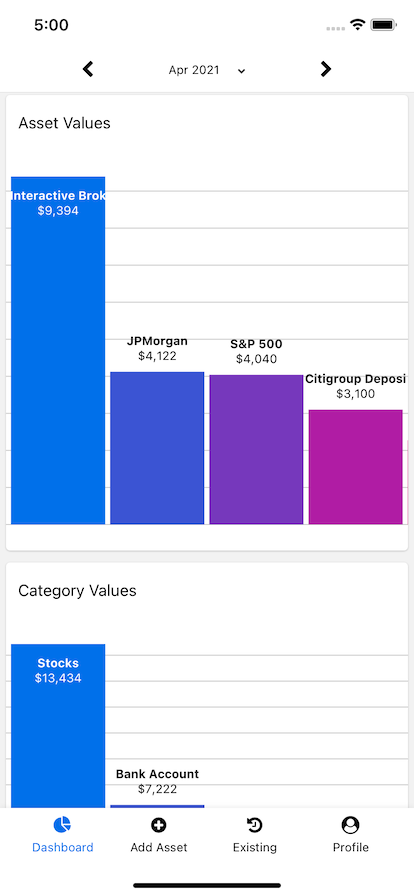 5:00
Apr 2021
Asset Values
Interactive Brok
$9,394
JPMorgan
$4,122
S&P 500
$4,040
Citigroup Deposi
$3,100
Category Values
Stocks
$13,434
Bank Account
$7,222
Dashboard
Add Asset
Existing
Profile